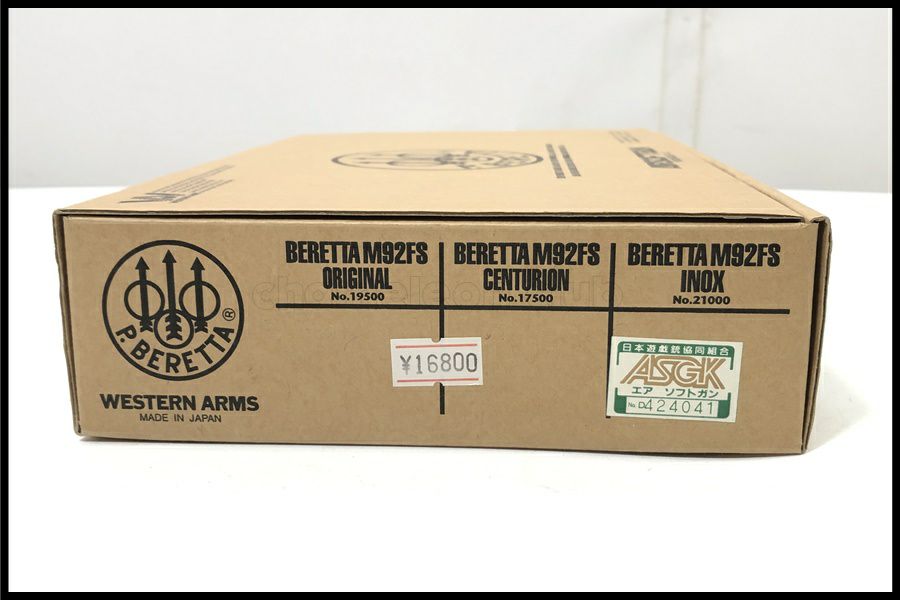 P. BERETTA ®
WESTERN ARMS
MADE IN JAPAN
BERETTA M92FS
ORIGINAL
No.19500
BERETTA M92FS
CENTURION
No.17500
BERETTA M92FS
INOX
No.21000
¥16800
日本遊戯銃協同組合
ASGK
エア ソフトガン
No. D424041